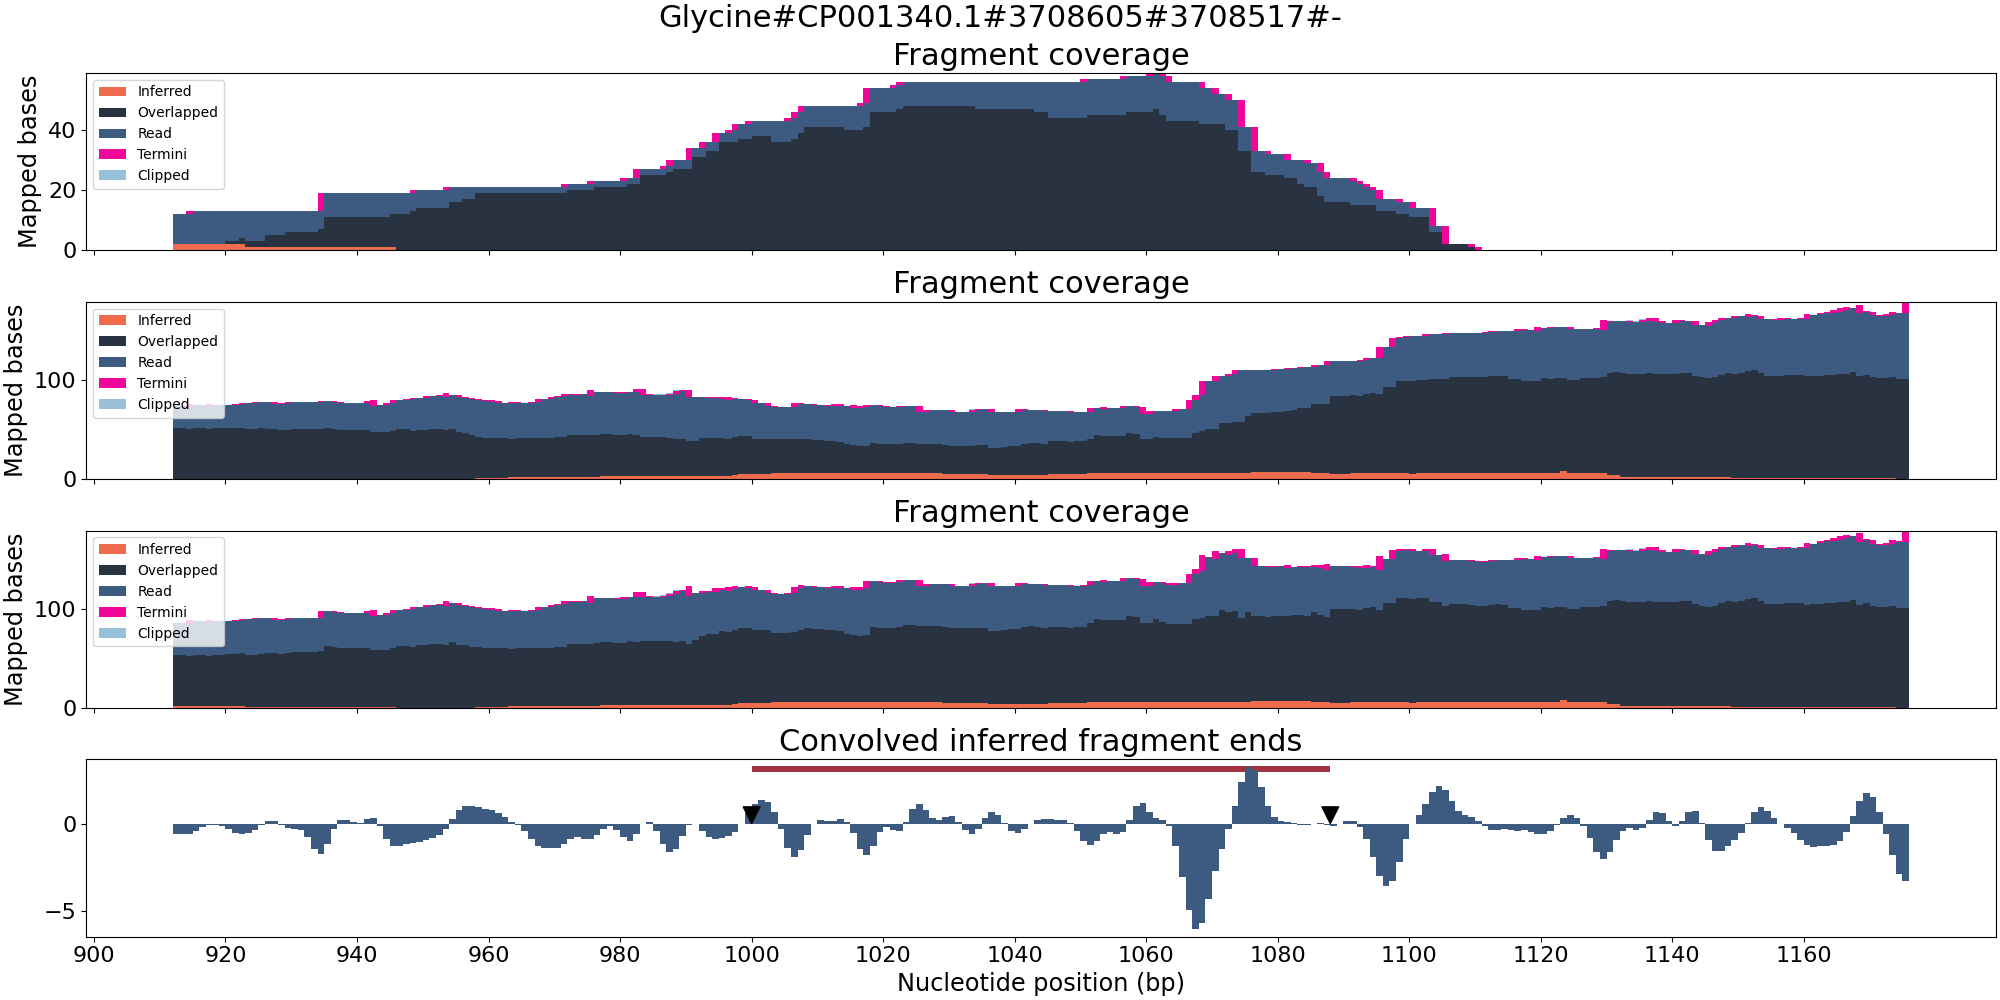 Glycine#CP001340.1#3708605#3708517#-
Fragment coverage
Mapped bases
40
20
0
Inferred
Overlapped
Read
Termini
Clipped
Fragment coverage
Mapped bases
100
0
Inferred
Overlapped
Read
Termini
Clipped
Fragment coverage
Mapped bases
100
0
Inferred
Overlapped
Read
Termini
Clipped
Convolved inferred fragment ends
0
−5
900 920 940 960 980 1000 1020 1040 1060 1080 1100 1120 1140 1160
Nucleotide position (bp)